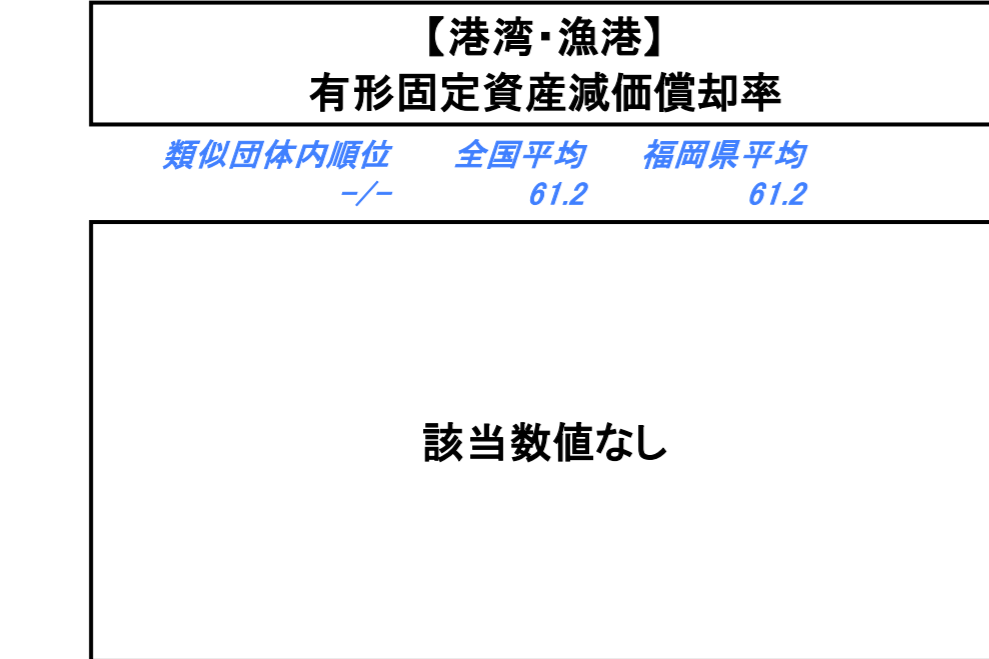 【港湾・漁港】
有形固定資産減価償却率
類似団体内順位 全国平均 福岡県平均
-/- 61.2 61.2
該当数値なし